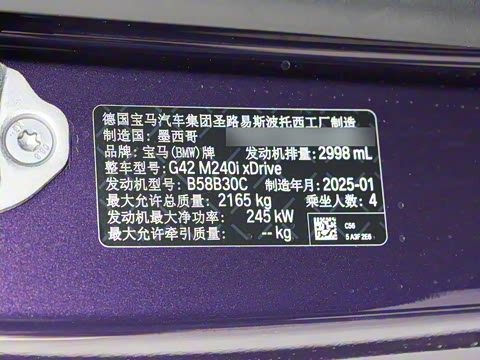 德国宝马汽车集团圣路易斯波托西工厂制造
制造国：墨西哥
品牌：宝马(BMW)牌 发动机排量：2998 mL
整车型号：G42 M240i xDrive
发动机型号：B58B30C 制造年月：2025-01
最大允许总质量：2165 kg 乘坐人数：4
发动机最大净功率：245 kW
最大允许牵引质量：-- kg
C56
5 A3F 2E6